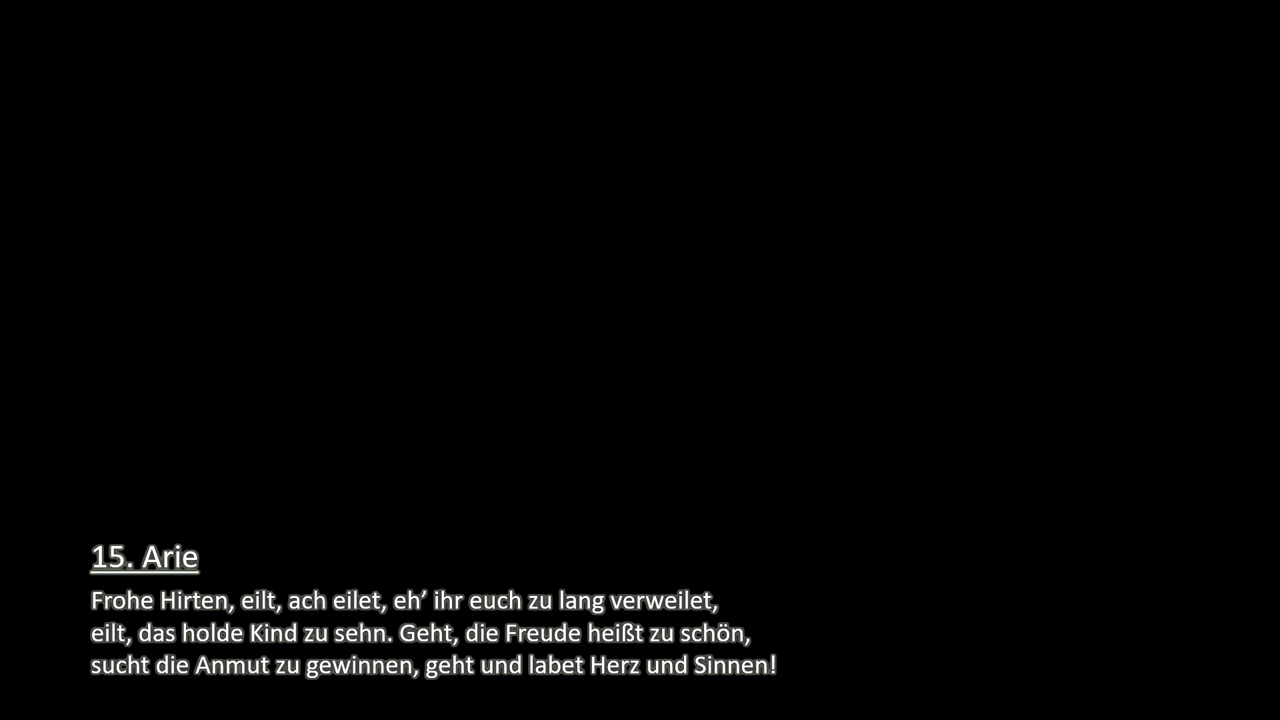 15. Arie
Frohe Hirten, eilt, ach eilet, eh’ ihr euch zu lang verweilet,
eilt, das holde Kind zu sehn. Geht, die Freude heißt zu schön,
sucht die Anmut zu gewinnen, geht und labet Herz und Sinnen!